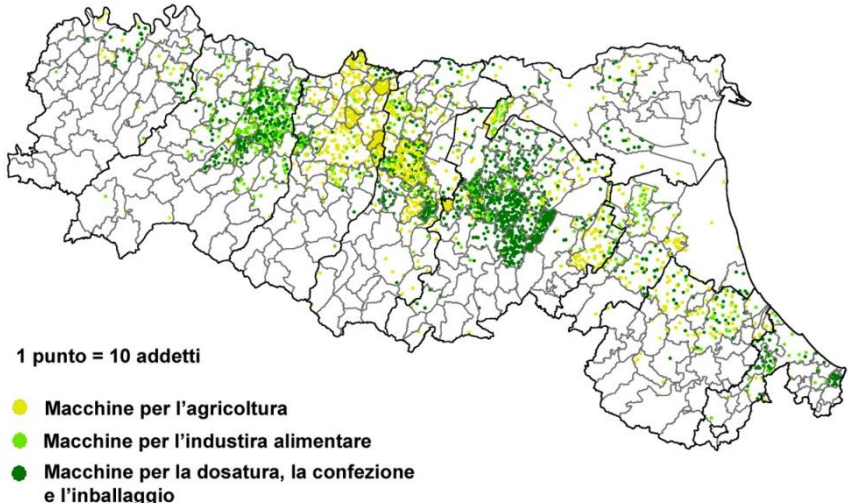 1 punto = 10 addetti
Macchine per l'agricoltura
Macchine per l'industira alimentare
Macchine per la dosatura, la confezione
e l'inballaggio